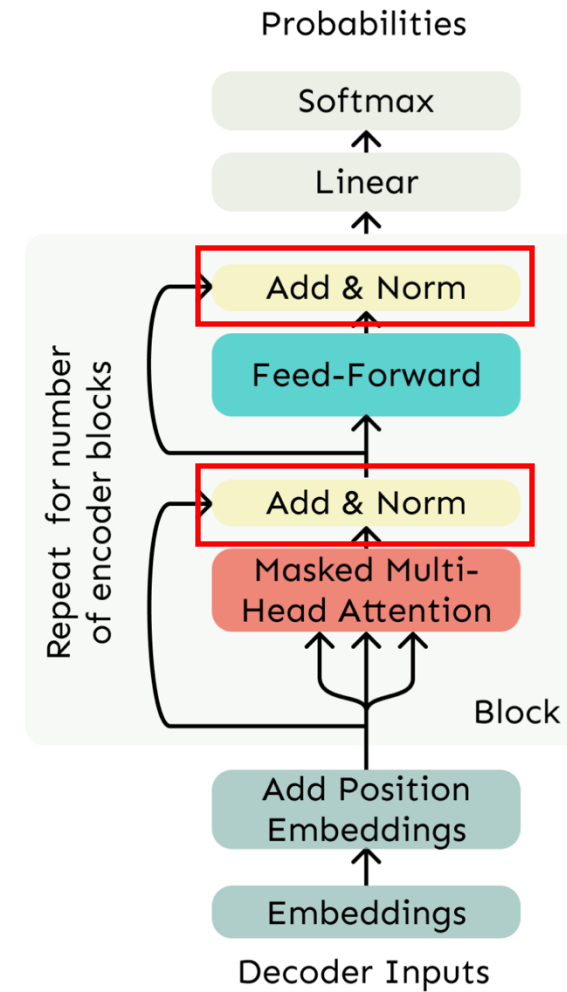 Probabilities
Softmax
Linear
Add & Norm
Feed-Forward
Add & Norm
Masked Multi-
Head Attention
Repeat for number
of encoder blocks
Block
Add Position
Embeddings
Embeddings
Decoder Inputs